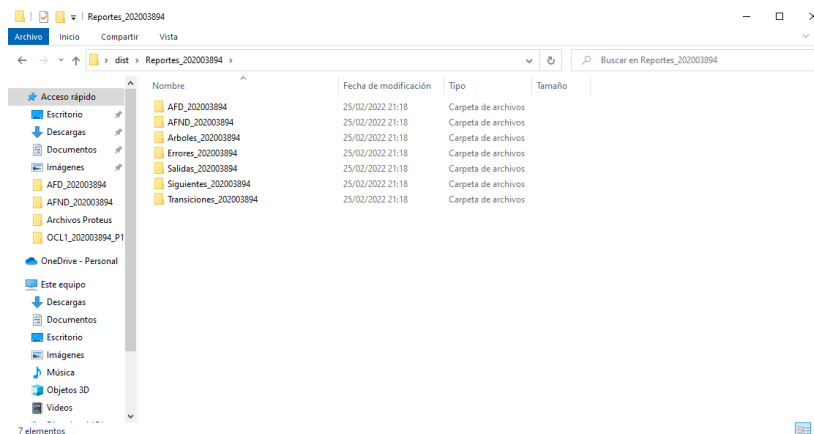 Reportes_202003894
Archivo Inicio Compartir Vista
dist Reportes_202003894 Buscar en Reportes_202003894
Nombre Fecha de modificación Tipo Tamaño
Acceso rápido
Escritorio
Descargas
Documentos
Imágenes
AFD_202003894
AFND_202003894
Archivos Proteus
OCL1_202003894_P1
OneDrive - Personal
Este equipo
Descargas
Documentos
Escritorio
Imágenes
Música
Objetos 3D
Videos
AFD_202003894 25/02/2022 21:18 Carpeta de archivos
AFND_202003894 25/02/2022 21:18 Carpeta de archivos
Arboles_202003894 25/02/2022 21:18 Carpeta de archivos
Errores_202003894 25/02/2022 21:18 Carpeta de archivos
Salidas_202003894 25/02/2022 21:18 Carpeta de archivos
Siguientes_202003894 25/02/2022 21:18 Carpeta de archivos
Transiciones_202003894 25/02/2022 21:18 Carpeta de archivos
7 elementos